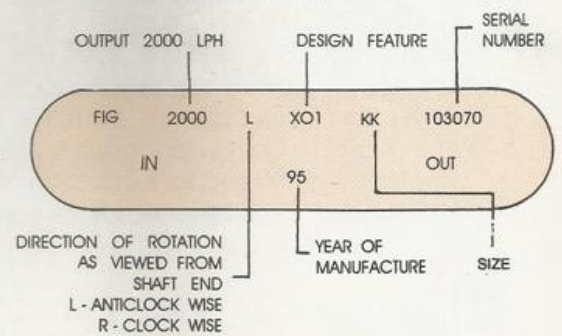 SERIAL
NUMBER
OUTPUT 2000 LPH
DESIGN FEATURE
FIG 2000 L XO1 KK 103070
IN
OUT
95
DIRECTION OF ROTATION
AS VIEWED FROM
SHAFT END
L - ANTICLOCK WISE
R - CLOCK WISE
YEAR OF
MANUFACTURE
SIZE